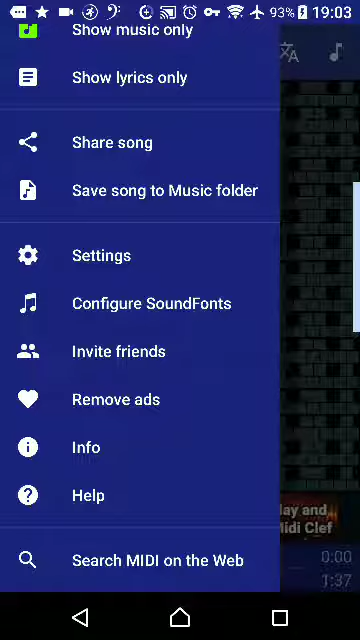 93% 19:03
Show music only
Show lyrics only
Share song
Save song to Music folder
Settings
Configure SoundFonts
Invite friends
Remove ads
Info
Help
lay and
Midi Clef
0:00
Search MIDI on the Web
1:37